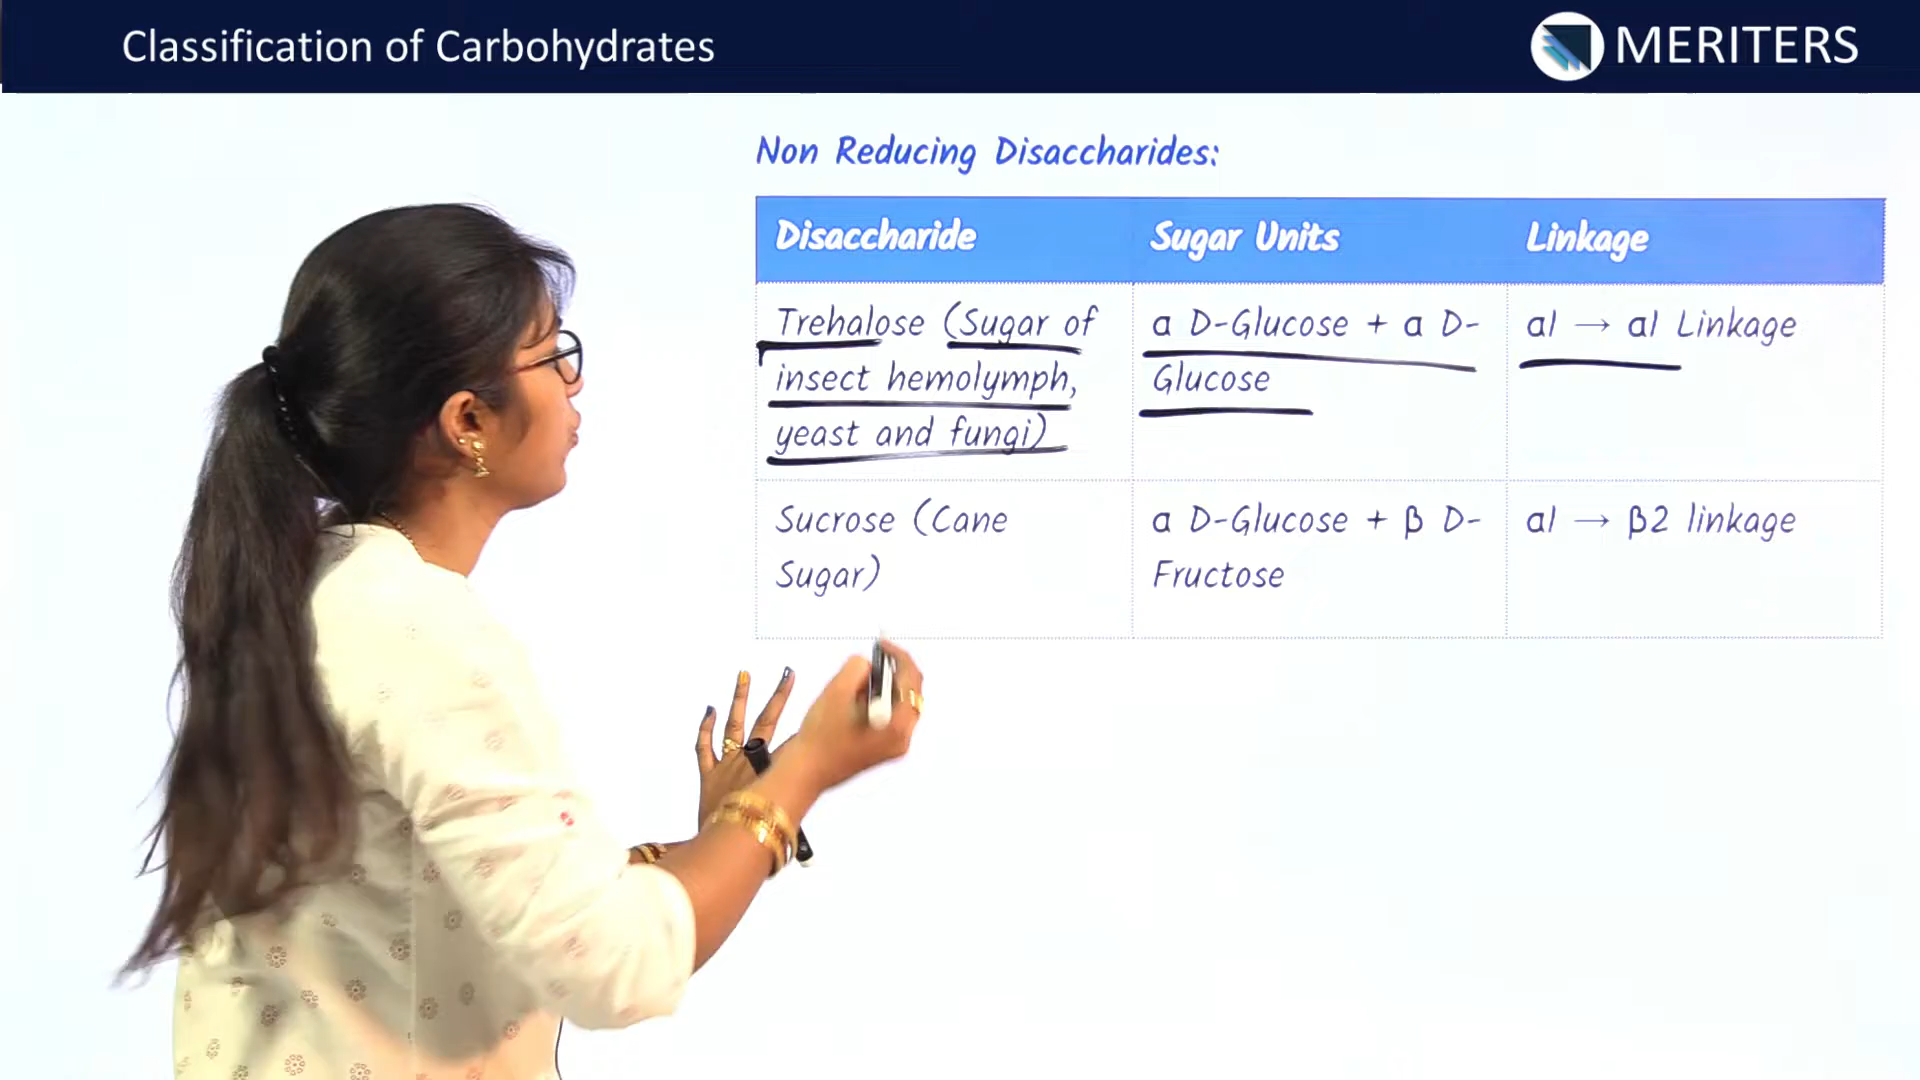 Classification of Carbohydrates
MERITERS
Non Reducing Disaccharides:
Disaccharide
Sugar Units
Linkage
Trehalose (Sugar of
insect hemolymph,
yeast and fungi)
α D-Glucose + α D-
Glucose
α1 → α1 Linkage
Sucrose (Cane
Sugar)
α D-Glucose + β D-
Fructose
α1 → β2 linkage